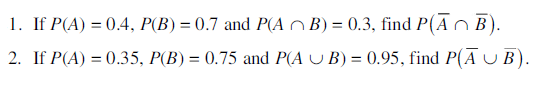 1. If P(A) = 0.4, P(B) = 0.7 and P(A ∩ B) = 0.3, find P(A̅ ∩ B̅).
2. If P(A) = 0.35, P(B) = 0.75 and P(A ∪ B) = 0.95, find P(A̅ ∪ B̅).